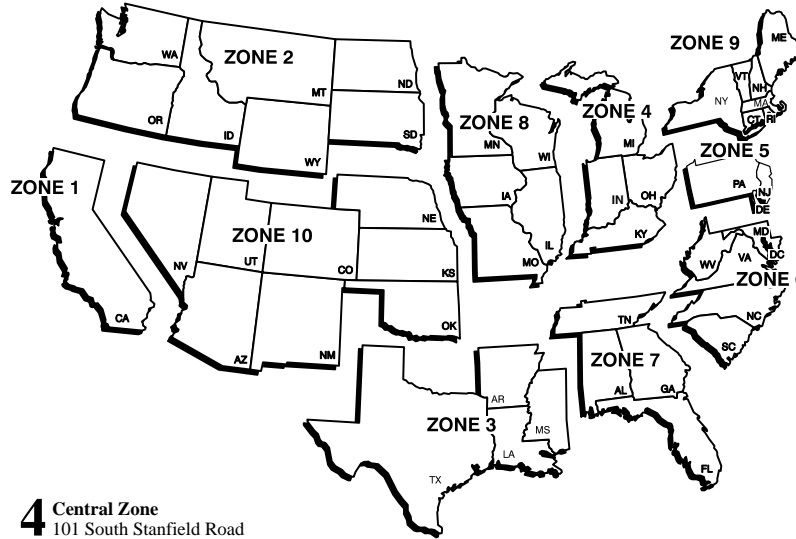 ZONE 9
ME
WA
ZONE 2
MT
ND
VT
NH
NY
MA
CT
RI
OR
ID
WY
SD
ZONE 8
MN
WI
ZONE 4
MI
ZONE 5
PA
NJ
DE
ZONE 1
CA
NV
ZONE 10
UT
CO
NE
KS
IA
IL
MO
IN
OH
KY
MD
DC
WV
VA
ZONE
AZ
NM
OK
TN
NC
SC
ZONE 7
AL
GA
FL
ZONE 3
AR
MS
LA
TX
4 Central Zone
101 South Stanfield Road